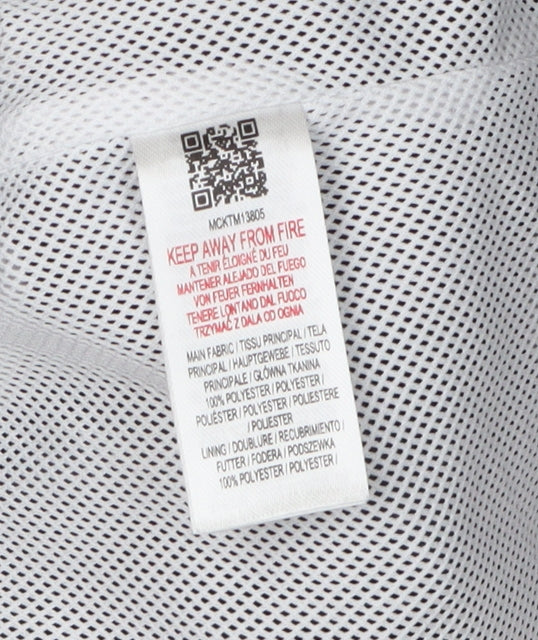 MCKTM13805
KEEP AWAY FROM FIRE
A TENIR ÉLOIGNÉ DU FEU
MANTENER ALEJADO DEL FUEGO
VON FEUER FERNHALTEN
TENERE LONTANO DAL FUOCO
TRZYMAĆ Z DALA OD OGNIA
MAIN FABRIC / TISSU PRINCIPAL / TELA
PRINCIPAL / HAUPTGEWEBE / TESSUTO
PRINCIPALE / GŁÓWNA TKANINA
100% POLYESTER / POLYESTER /
POLIÉSTER / POLYESTER / POLIESTERE
/ POLIESTER
LINING / DOUBLURE / RECUBRIMIENTO /
FUTTER / FODERA / PODSZEWKA
100% POLYESTER / POLYESTER /